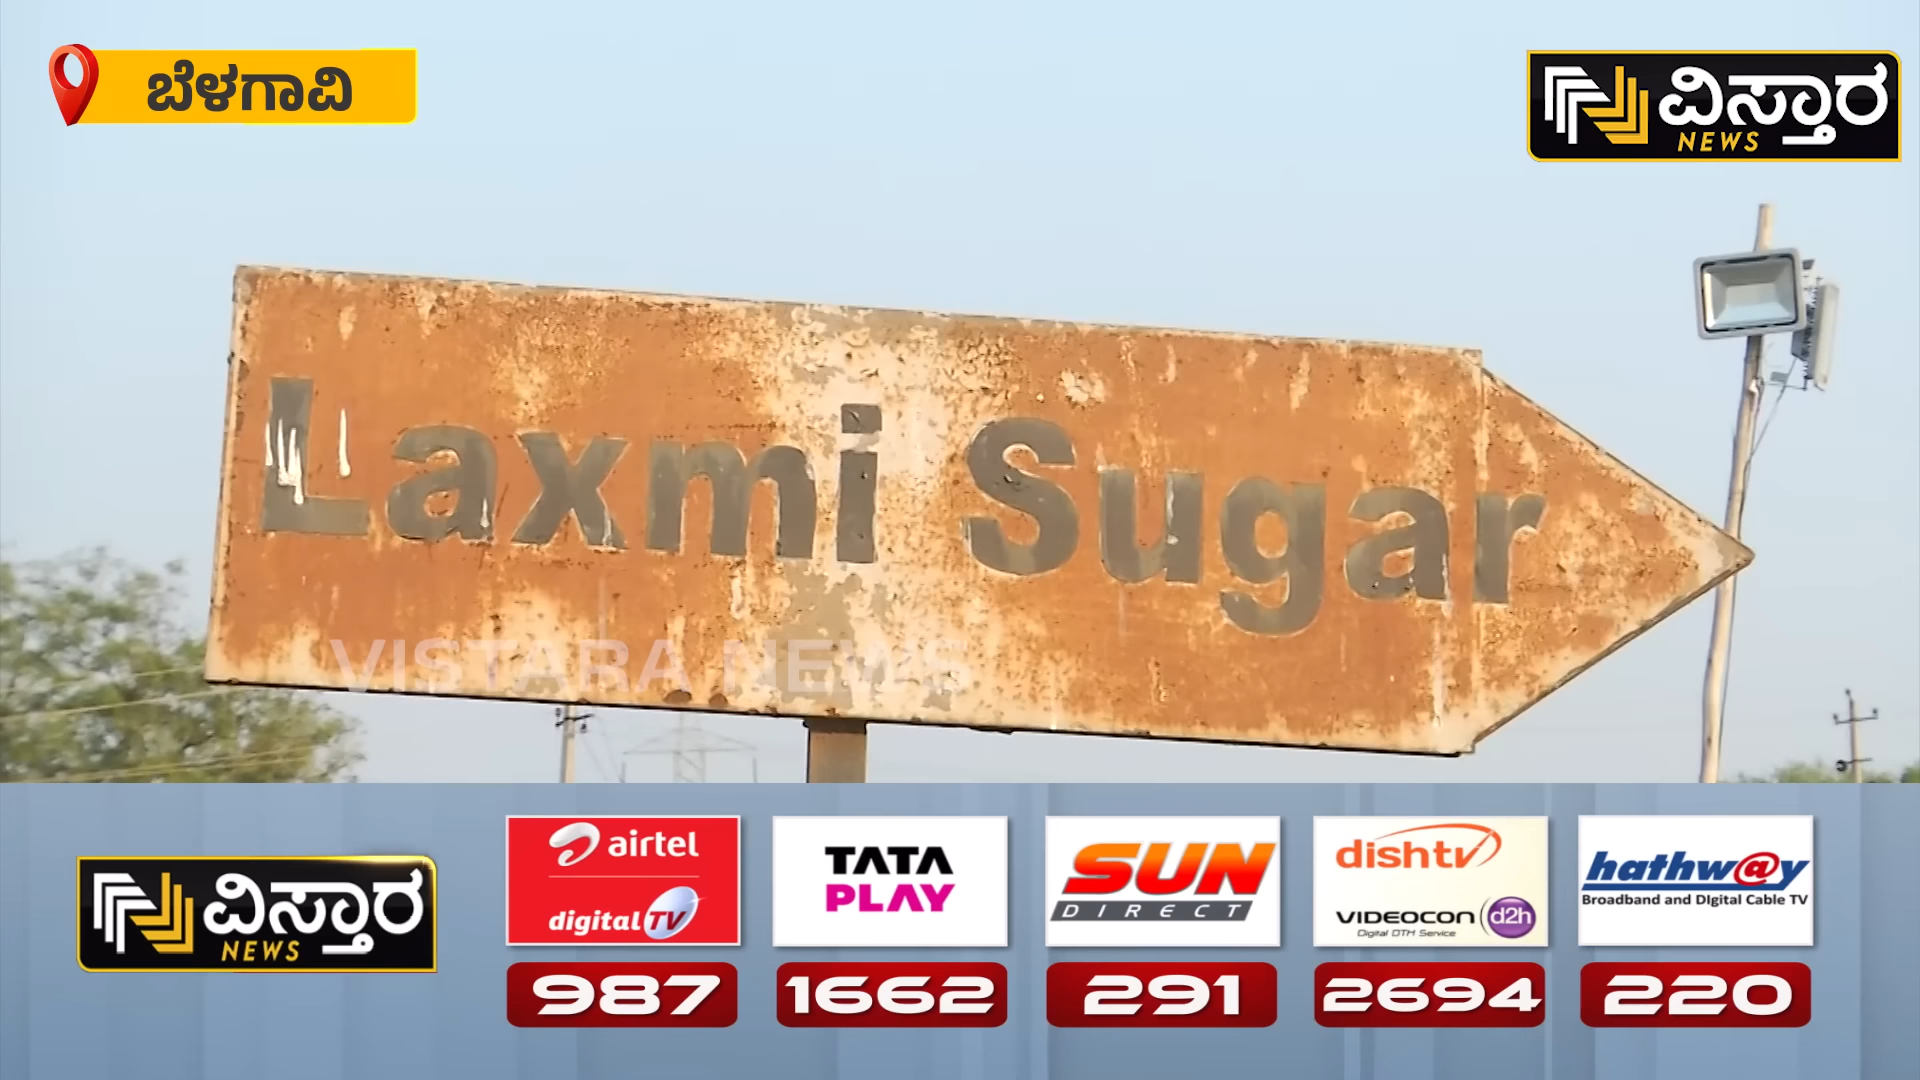 ಬೆಳಗಾವಿ
ವಿಸ್ತಾರ
NEWS
Laxmi Sugar
VISTARA NEWS
ವಿಸ್ತಾರ
NEWS
airtel
digital TV
987
TATA
PLAY
1662
SUN
DIRECT
291
dishtv
VIDEOCON d2h
Digital DTH Service
2694
hathw@y
Broadband and DIgital Cable TV
220